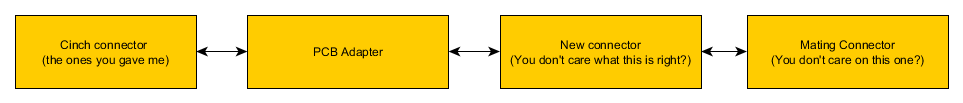 Cinch connector
(the ones you gave me)
PCB Adapter
New connector
(You don't care what this is right?)
Mating Connector
(You don't care on this one?)